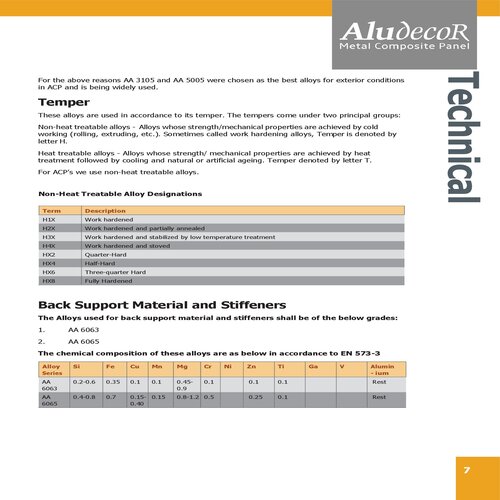 AludecoR
Metal Composite Panel
Technical
For the above reasons AA 3105 and AA 5005 were chosen as the best alloys for exterior conditions
in ACP and is being widely used.
Temper
These alloys are used in accordance to its temper. The tempers come under two principal groups:
Non-heat treatable alloys - Alloys whose strength/mechanical properties are achieved by cold
working (rolling, extruding, etc.). Sometimes called work hardening alloys, Temper is denoted by
letter H.
Heat treatable alloys - Alloys whose strength/ mechanical properties are achieved by heat
treatment followed by cooling and natural or artificial ageing. Temper denoted by letter T.
For ACP's we use non-heat treatable alloys.
Non-Heat Treatable Alloy Designations
Term Description
H1X Work hardened
H2X Work hardened and partially annealed
H3X Work hardened and stabilized by low temperature treatment
H4X Work hardened and stoved
HX2 Quarter-Hard
HX4 Half-Hard
HX6 Three-quarter Hard
HX8 Fully Hardened
Back Support Material and Stiffeners
The Alloys used for back support material and stiffeners shall be of the below grades:
1. AA 6063
2. AA 6065
The chemical composition of these alloys are as below in accordance to EN 573-3
Alloy Si Fe Cu Mn Mg Cr Ni Zn Ti Ga V Alumin
Series - ium
AA 0.2-0.6 0.35 0.1 0.1 0.45- 0.1 0.1 0.1 Rest
6063 0.9
AA 0.4-0.8 0.7 0.15- 0.15 0.8-1.2 0.5 0.25 0.1 Rest
6065 0.40
7